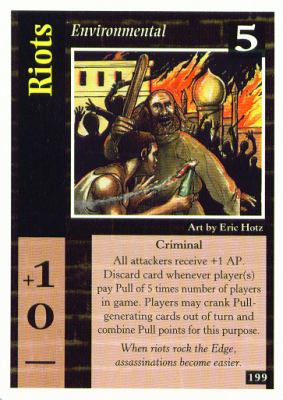 Riots
Environmental
5
Art by Eric Hotz
+1
0
—
Criminal
All attackers receive +1 AP.
Discard card whenever player(s)
pay Pull of 5 times number of players
in game. Players may crank Pull-
generating cards out of turn and
combine Pull points for this purpose.
When riots rock the Edge,
assassinations become easier.
199